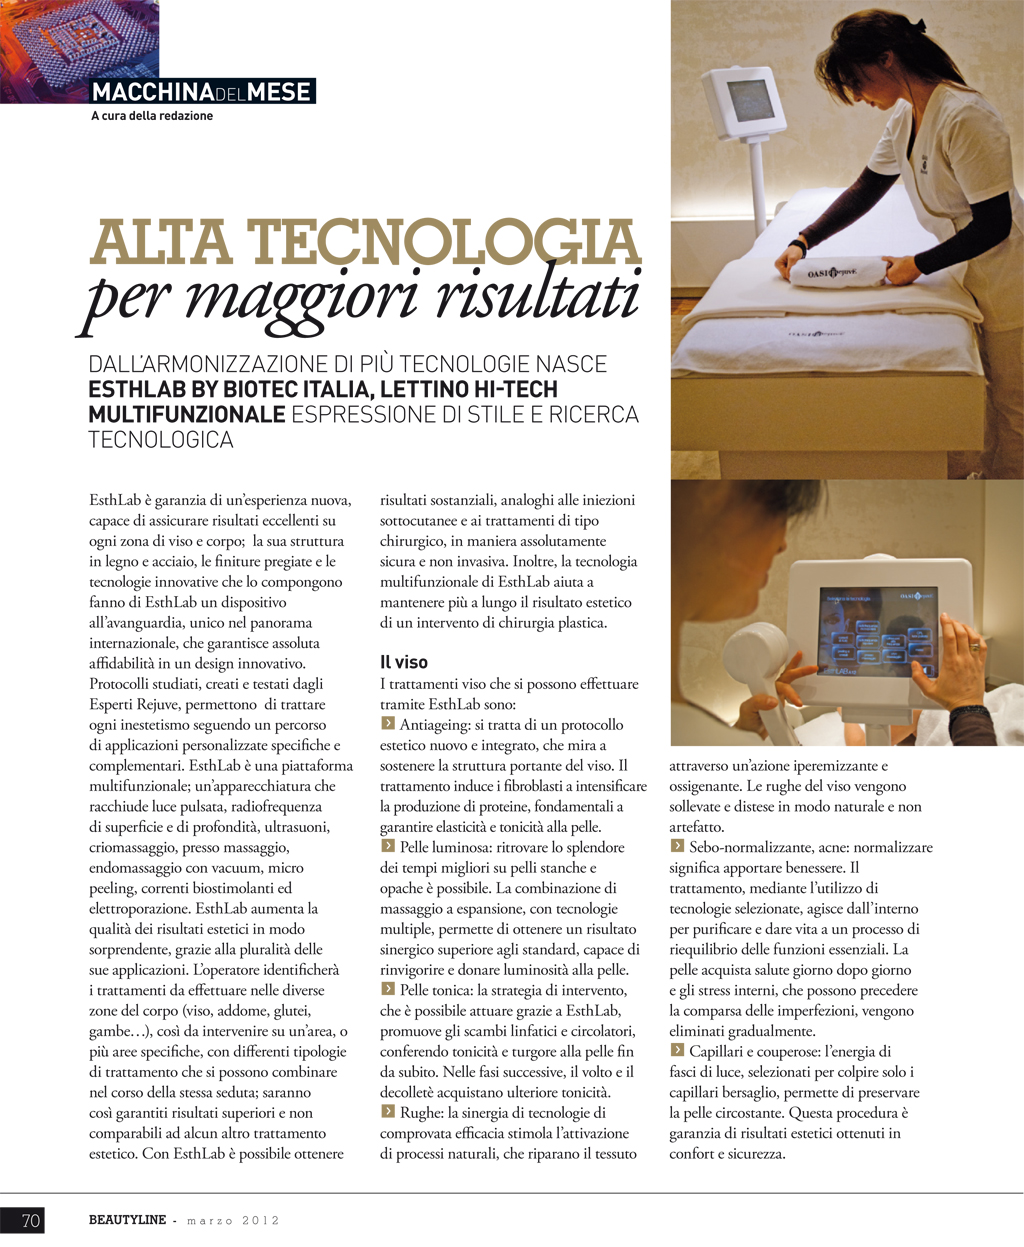 MACCHINADELMESE
A cura della redazione
ALTA TECNOLOGIA
per maggiori risultati
DALL'ARMONIZZAZIONE DI PIÙ TECNOLOGIE NASCE
ESTHLAB BY BIOTEC ITALIA, LETTINO HI-TECH
MULTIFUNZIONALE ESPRESSIONE DI STILE E RICERCA
TECNOLOGICA
EsthLab è garanzia di un'esperienza nuova,
capace di assicurare risultati eccellenti su
ogni zona di viso e corpo;  la sua struttura
in legno e acciaio, le finiture pregiate e le
tecnologie innovative che lo compongono
fanno di EsthLab un dispositivo
all'avanguardia, unico nel panorama
internazionale, che garantisce assoluta
affidabilità in un design innovativo.
Protocolli studiati, creati e testati dagli
Esperti Rejuve, permettono  di trattare
ogni inestetismo seguendo un percorso
di applicazioni personalizzate specifiche e
complementari. EsthLab è una piattaforma
multifunzionale; un'apparecchiatura che
racchiude luce pulsata, radiofrequenza
di superficie e di profondità, ultrasuoni,
criomassaggio, presso massaggio,
endomassaggio con vacuum, micro
peeling, correnti biostimolanti ed
elettroporazione. EsthLab aumenta la
qualità dei risultati estetici in modo
sorprendente, grazie alla pluralità delle
sue applicazioni. L'operatore identificherà
i trattamenti da effettuare nelle diverse
zone del corpo (viso, addome, glutei,
gambe…), così da intervenire su un'area, o
più aree specifiche, con differenti tipologie
di trattamento che si possono combinare
nel corso della stessa seduta; saranno
così garantiti risultati superiori e non
comparabili ad alcun altro trattamento
estetico. Con EsthLab è possibile ottenere
risultati sostanziali, analoghi alle iniezioni
sottocutanee e ai trattamenti di tipo
chirurgico, in maniera assolutamente
sicura e non invasiva. Inoltre, la tecnologia
multifunzionale di EsthLab aiuta a
mantenere più a lungo il risultato estetico
di un intervento di chirurgia plastica.
Il viso
I trattamenti viso che si possono effettuare
tramite EsthLab sono:
Antiageing: si tratta di un protocollo
estetico nuovo e integrato, che mira a
sostenere la struttura portante del viso. Il
trattamento induce i fibroblasti a intensificare
la produzione di proteine, fondamentali a
garantire elasticità e tonicità alla pelle.
Pelle luminosa: ritrovare lo splendore
dei tempi migliori su pelli stanche e
opache è possibile. La combinazione di
massaggio a espansione, con tecnologie
multiple, permette di ottenere un risultato
sinergico superiore agli standard, capace di
rinvigorire e donare luminosità alla pelle.
Pelle tonica: la strategia di intervento,
che è possibile attuare grazie a EsthLab,
promuove gli scambi linfatici e circolatori,
conferendo tonicità e turgore alla pelle fin
da subito. Nelle fasi successive, il volto e il
decolletè acquistano ulteriore tonicità.
Rughe: la sinergia di tecnologie di
comprovata efficacia stimola l'attivazione
di processi naturali, che riparano il tessuto
attraverso un'azione iperemizzante e
ossigenante. Le rughe del viso vengono
sollevate e distese in modo naturale e non
artefatto.
Sebo-normalizzante, acne: normalizzare
significa apportare benessere. Il
trattamento, mediante l'utilizzo di
tecnologie selezionate, agisce dall'interno
per purificare e dare vita a un processo di
riequilibrio delle funzioni essenziali. La
pelle acquista salute giorno dopo giorno
e gli stress interni, che possono precedere
la comparsa delle imperfezioni, vengono
eliminati gradualmente.
Capillari e couperose: l'energia di
fasci di luce, selezionati per colpire solo i
capillari bersaglio, permette di preservare
la pelle circostante. Questa procedura è
garanzia di risultati estetici ottenuti in
confort e sicurezza.
OASI
OASI
70
BEAUTYLINE - marzo 2012